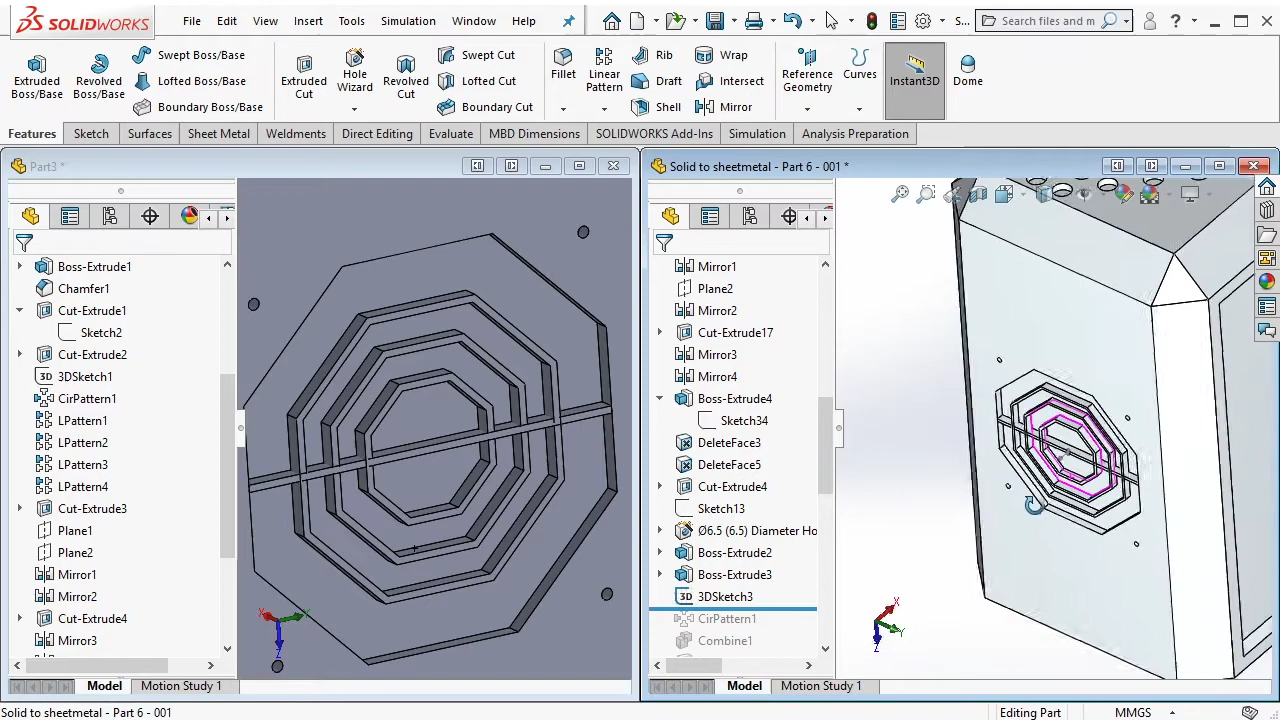 SOLIDWORKS
File Edit View Insert Tools Simulation Window Help
S...
Search files and m
Extruded Boss/Base
Revolved Boss/Base
Swept Boss/Base
Lofted Boss/Base
Boundary Boss/Base
Extruded Cut
Hole Wizard
Revolved Cut
Swept Cut
Lofted Cut
Boundary Cut
Fillet
Linear Pattern
Rib
Draft
Shell
Wrap
Intersect
Mirror
Reference Geometry
Curves
Instant3D
Dome
Features Sketch Surfaces Sheet Metal Weldments Direct Editing Evaluate MBD Dimensions SOLIDWORKS Add-Ins Simulation Analysis Preparation
Part3 *
Boss-Extrude1
Chamfer1
Cut-Extrude1
Sketch2
Cut-Extrude2
3D 3DSketch1
CirPattern1
LPattern1
LPattern2
LPattern3
LPattern4
Cut-Extrude3
Plane1
Plane2
Mirror1
Mirror2
Cut-Extrude4
Mirror3
X
Y
Z
Model Motion Study 1
Solid to sheetmetal - Part 6 - 001 *
Mirror1
Plane2
Mirror2
Cut-Extrude17
Mirror3
Mirror4
Boss-Extrude4
Sketch34
DeleteFace3
DeleteFace5
Cut-Extrude4
Sketch13
Ø6.5 (6.5) Diameter Ho
Boss-Extrude2
Boss-Extrude3
3D 3DSketch3
CirPattern1
Combine1
X
Y
Z
Model Motion Study 1
Solid to sheetmetal - Part 6 - 001
Editing Part
MMGS